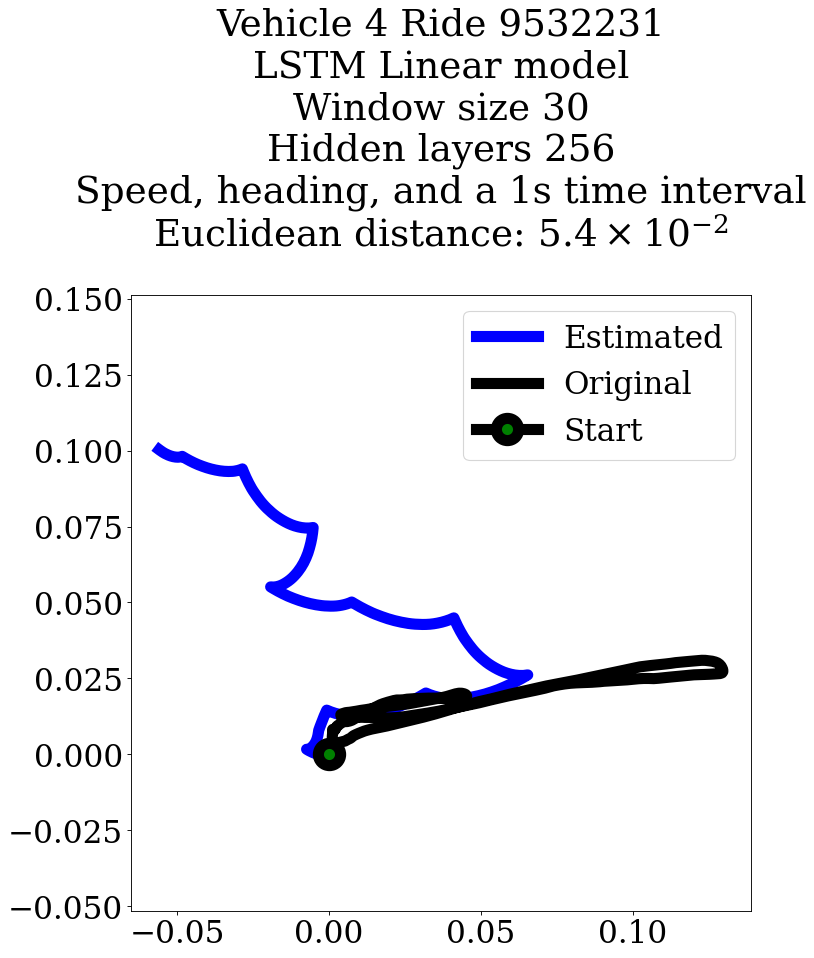 Vehicle 4 Ride 9532231
LSTM Linear model
Window size 30
Hidden layers 256
Speed, heading, and a 1s time interval
Euclidean distance: 5.4 × 10⁻²
0.150
0.125
0.100
0.075
0.050
0.025
0.000
−0.025
−0.050
Estimated
Original
Start
−0.05 0.00 0.05 0.10